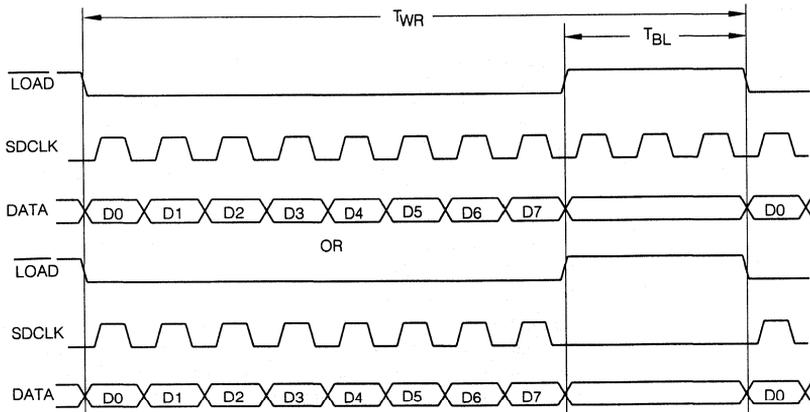 TWR
TBL
LOAD
SDCLK
DATA D0 D1 D2 D3 D4 D5 D6 D7 D0
OR
LOAD
SDCLK
DATA D0 D1 D2 D3 D4 D5 D6 D7 D0